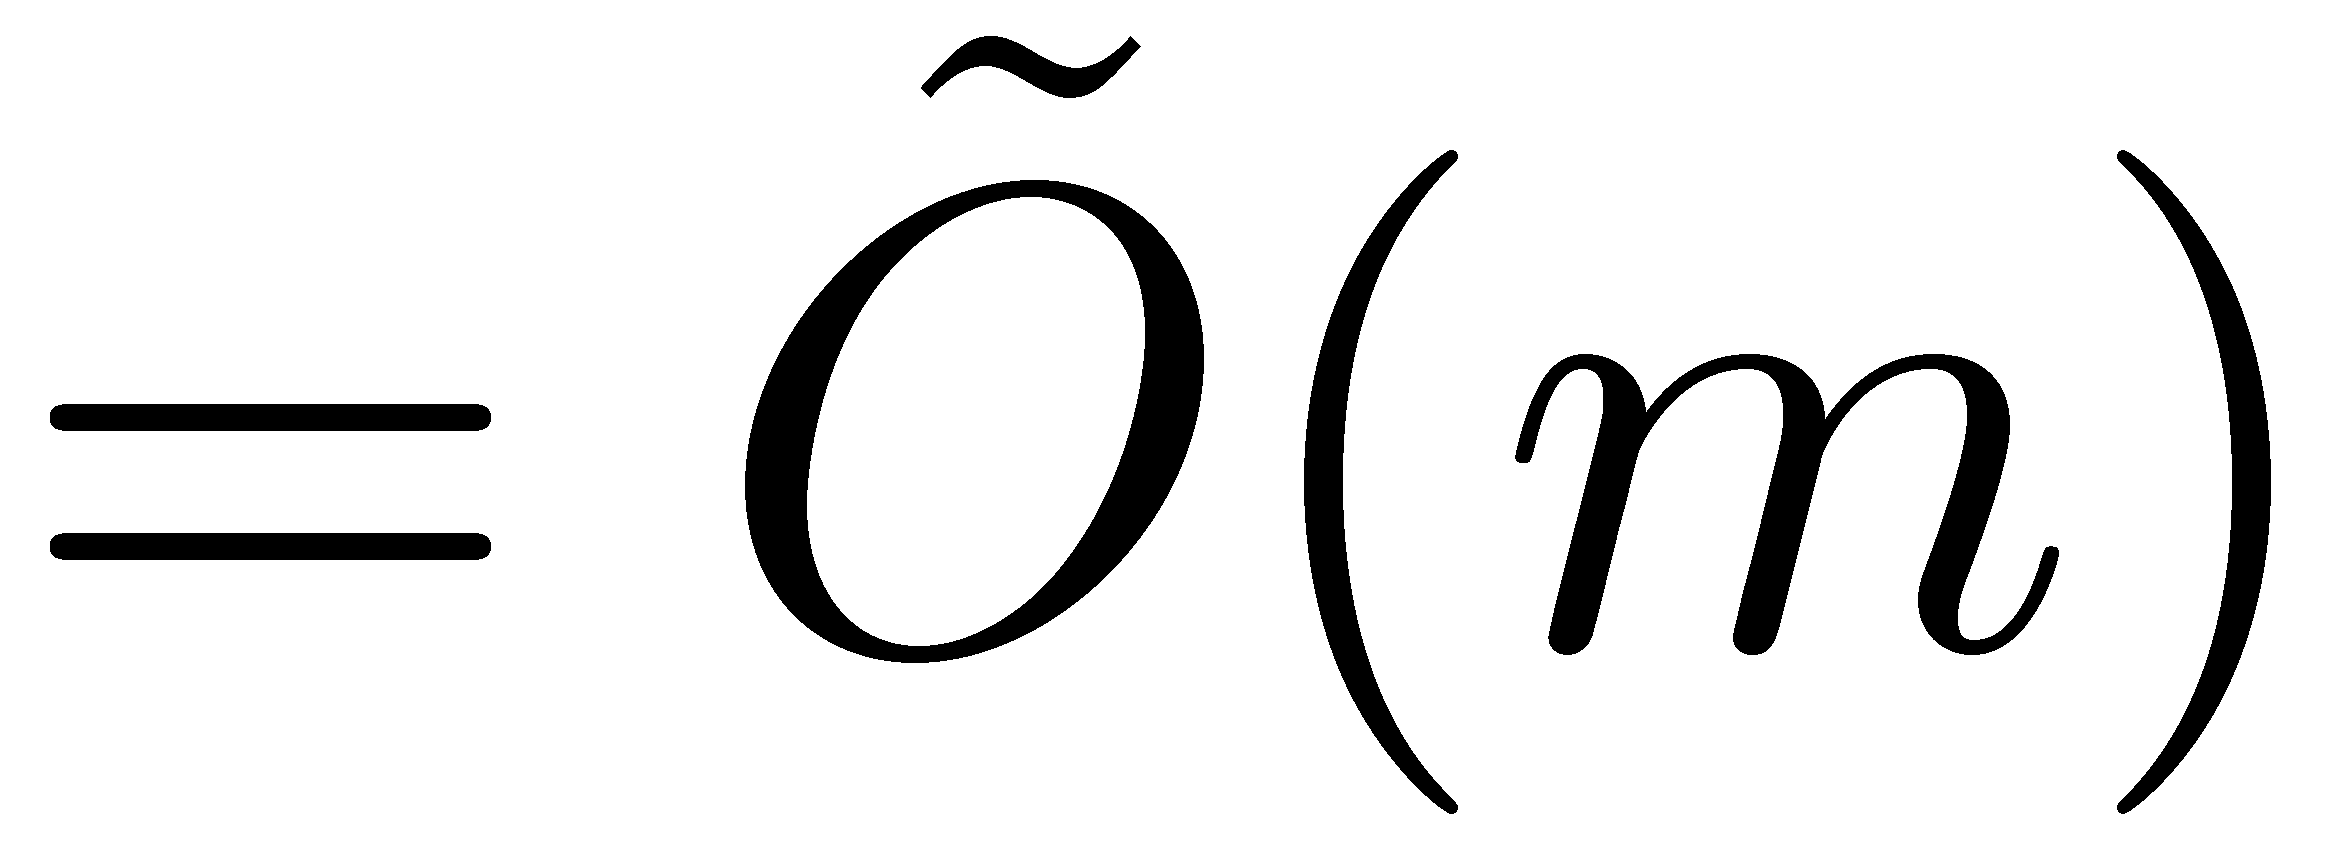 = Õ(m)